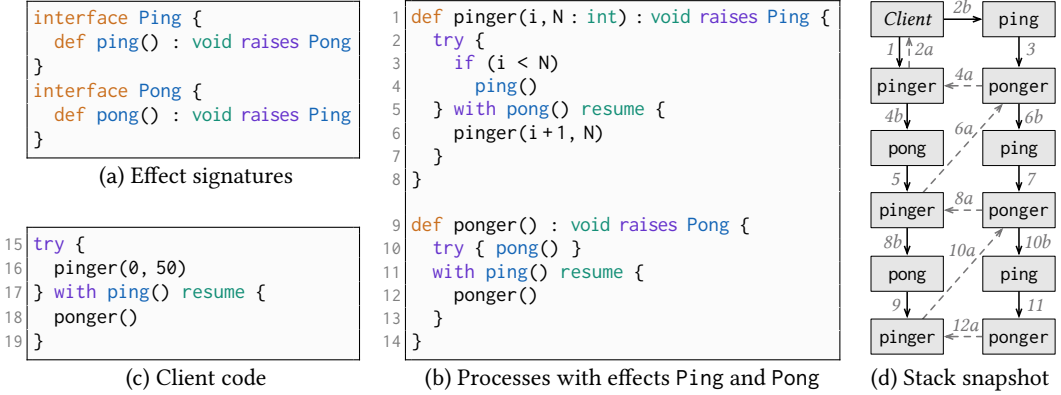 interface Ping {
def ping() : void raises Pong
}
interface Pong {
def pong() : void raises Ping
}
(a) Effect signatures
15 try {
16 pinger(0, 50)
17 } with ping() resume {
18 ponger()
19 }
(c) Client code
1 def pinger(i, N : int) : void raises Ping {
2 try {
3 if (i < N)
4 ping()
5 } with pong() resume {
6 pinger(i+1, N)
7 }
8 }
9 def ponger() : void raises Pong {
10 try { pong() }
11 with ping() resume {
12 ponger()
13 }
14 }
(b) Processes with effects Ping and Pong
Client 2b ping
1 2a 3
pinger 4a ponger
4b 6a 6b
pong ping
5 7
pinger 8a ponger
8b 10a 10b
pong ping
9 11
pinger 12a ponger
(d) Stack snapshot